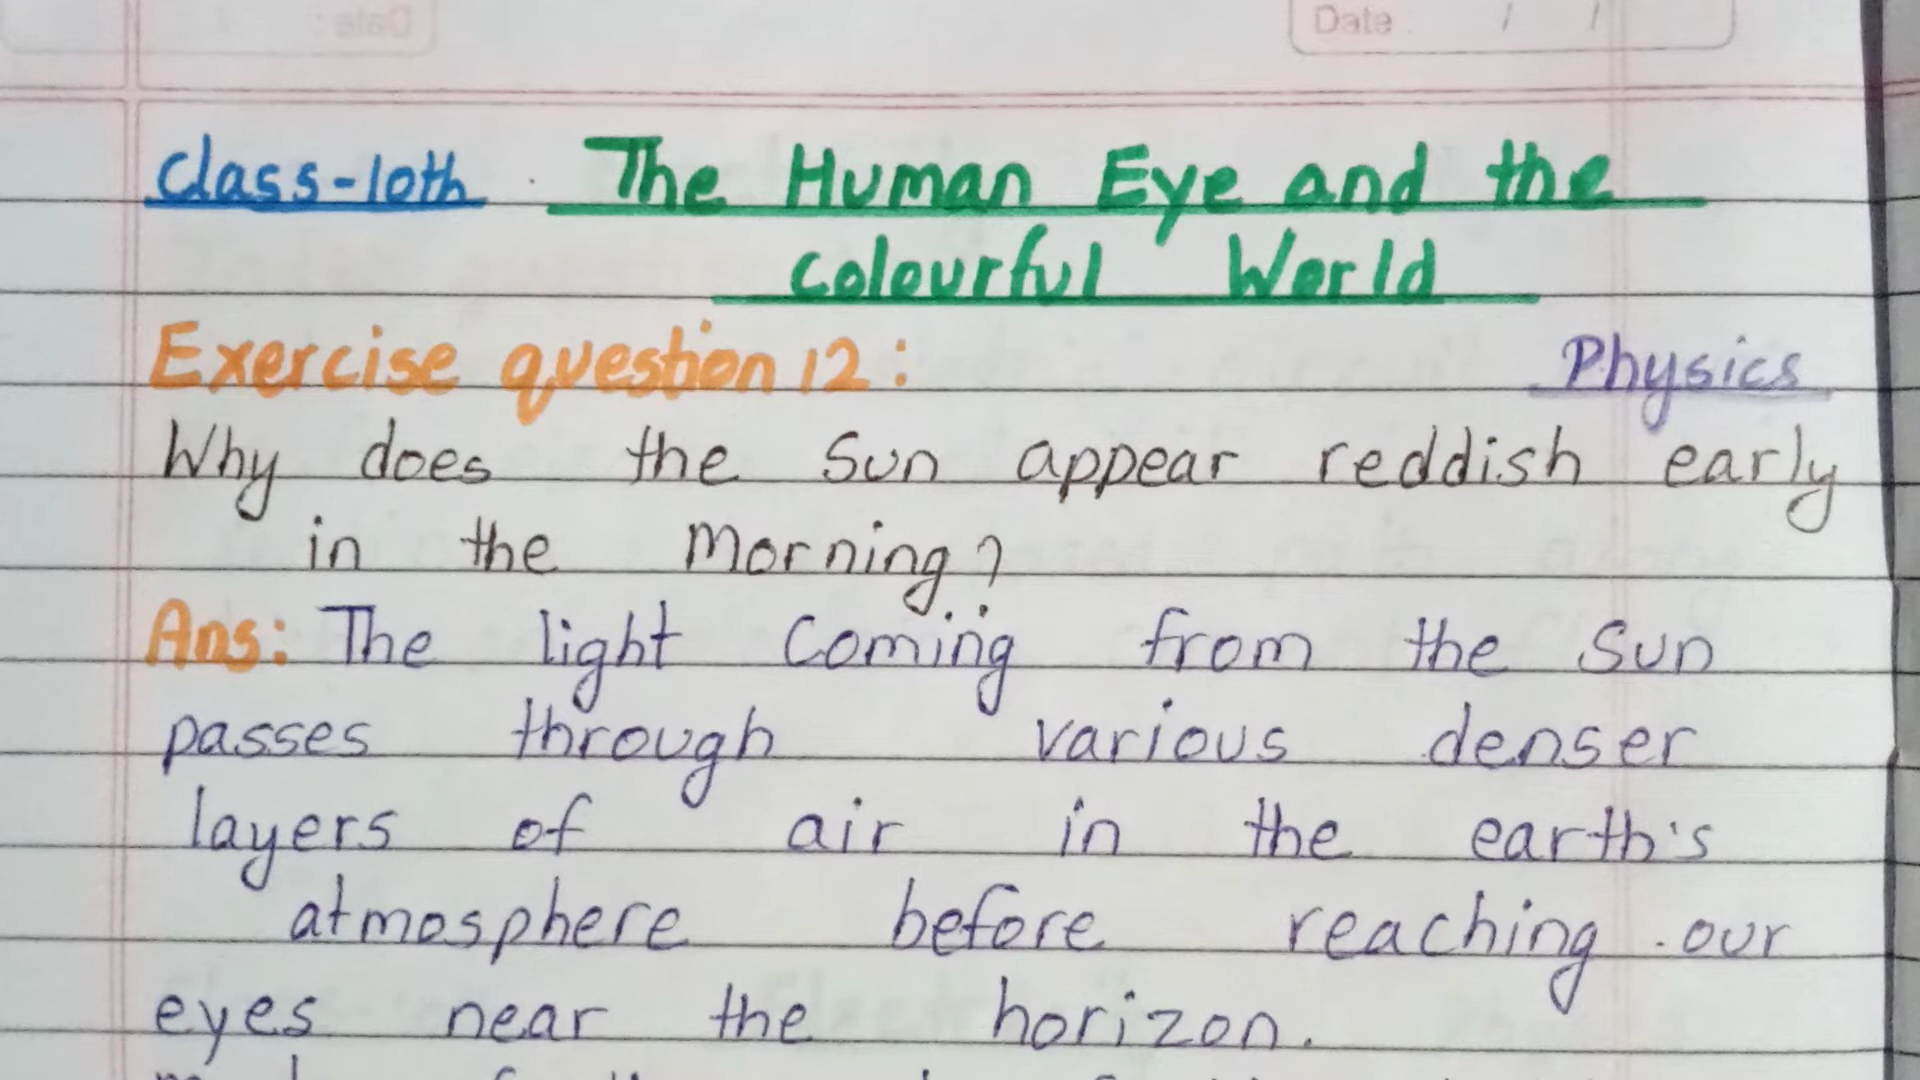 Date / /
Class-10th The Human Eye and the
Colourful World
Exercise question 12:
Physics
Why does the Sun appear reddish early
in the Morning?
Ans: The light Coming from the Sun
passes through various denser
layers of air in the earth's
atmosphere before reaching our
eyes near the horizon.